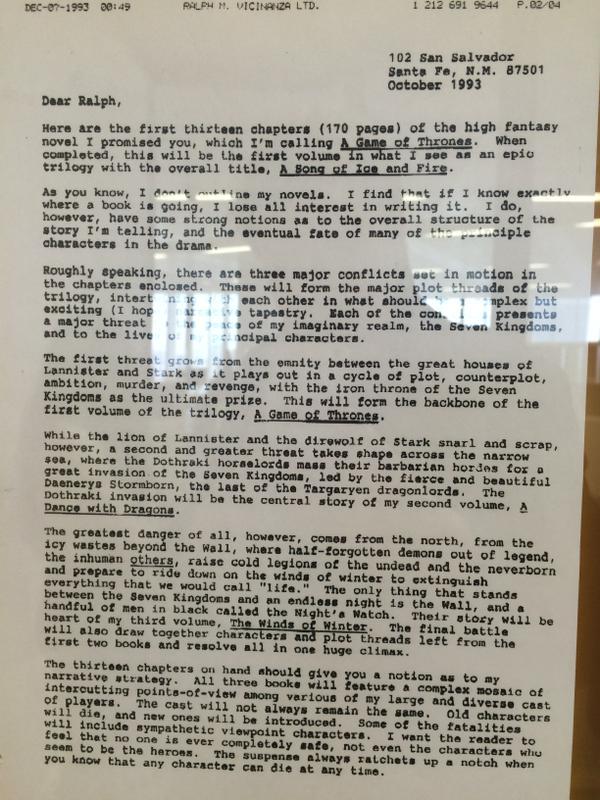 DEC-07-1993 00:49 RALPH M. VICINANZA LTD. 1 212 691 9644 P.02/04
102 San Salvador
Santa Fe, N.M. 87501
October 1993
Dear Ralph,
Here are the first thirteen chapters (170 pages) of the high fantasy
novel I promised you, which I'm calling A Game of Thrones. When
completed, this will be the first volume in what I see as an epic
trilogy with the overall title, A Song of Ice and Fire.
As you know, I don't outline my novels. I find that if I know exactly
where a book is going, I lose all interest in writing it. I do,
however, have some strong notions as to the overall structure of the
story I'm telling, and the eventual fate of many of the principle
characters in the drama.
Roughly speaking, there are three major conflicts set in motion in
the chapters enclosed. These will form the major plot threads of the
trilogy, intertwining with each other in what should be a complex but
exciting (I hope) narrative tapestry. Each of the conflicts presents
a major threat to the peace of my imaginary realm, the Seven Kingdoms,
and to the lives of my principal characters.
The first threat grows from the emnity between the great houses of
Lannister and Stark as it plays out in a cycle of plot, counterplot,
ambition, murder, and revenge, with the iron throne of the Seven
Kingdoms as the ultimate prize. This will form the backbone of the
first volume of the trilogy, A Game of Thrones.
While the lion of Lannister and the direwolf of Stark snarl and scrap,
however, a second and greater threat takes shape across the narrow
sea, where the Dothraki horselords mass their barbarian hordes for a
great invasion of the Seven Kingdoms, led by the fierce and beautiful
Daenerys Stormborn, the last of the Targaryen dragonlords. The
Dothraki invasion will be the central story of my second volume, A
Dance with Dragons.
The greatest danger of all, however, comes from the north, from the
icy wastes beyond the Wall, where half-forgotten demons out of legend,
the inhuman others, raise cold legions of the undead and the neverborn
and prepare to ride down on the winds of winter to extinguish
everything that we would call "life." The only thing that stands
between the Seven Kingdoms and an endless night is the Wall, and a
handful of men in black called the Night's Watch. Their story will be
heart of my third volume, The Winds of Winter. The final battle
will also draw together characters and plot threads left from the
first two books and resolve all in one huge climax.
The thirteen chapters on hand should give you a notion as to my
narrative strategy. All three books will feature a complex mosaic of
intercutting points-of-view among various of my large and diverse cast
of players. The cast will not always remain the same. Old characters
will die, and new ones will be introduced. Some of the fatalities
will include sympathetic viewpoint characters. I want the reader to
feel that no one is ever completely safe, not even the characters who
seem to be the heroes. The suspense always ratchets up a notch when
you know that any character can die at any time.